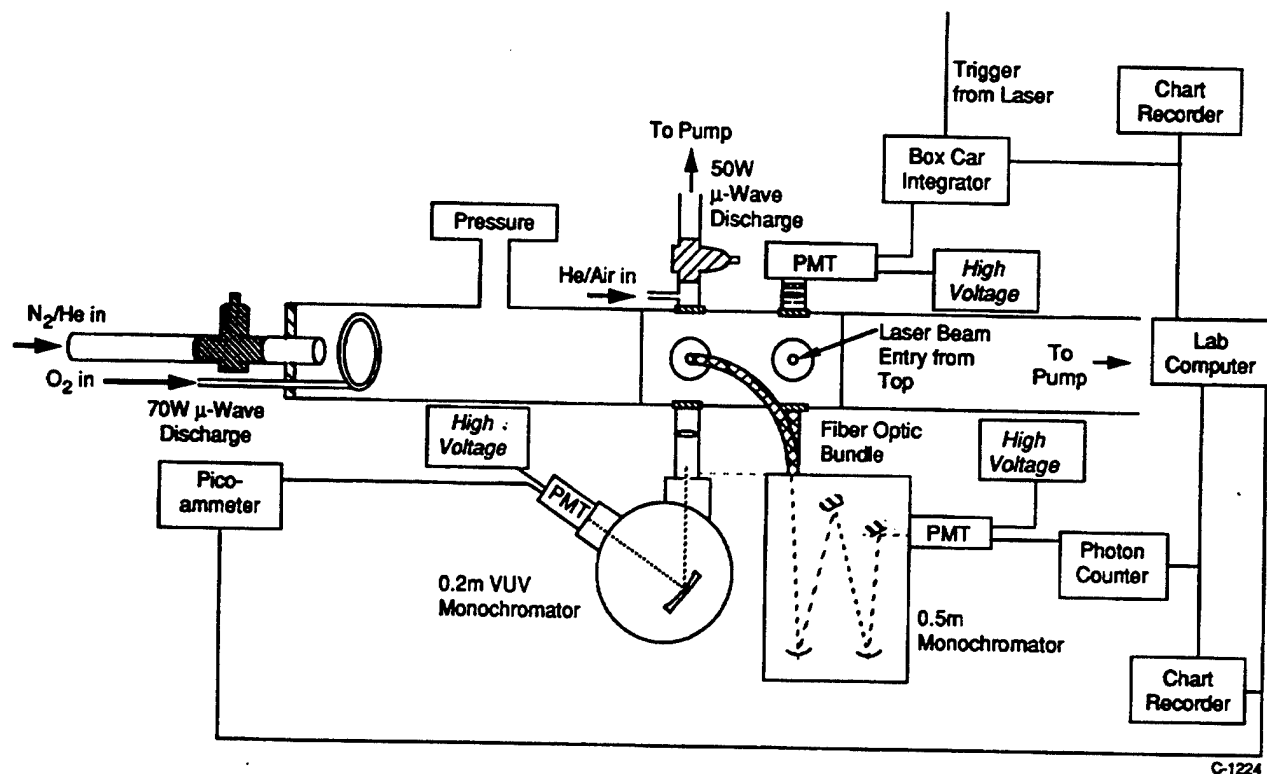 Trigger
from Laser
Chart
Recorder
To Pump
Box Car
Integrator
50W
μ-Wave
Discharge
Pressure
PMT
High
Voltage
He/Air in
N2/He in
Laser Beam
Entry from
Top
To
Pump
Lab
Computer
O2 in
70W μ-Wave
Discharge
High
Voltage
Fiber Optic
Bundle
High
Voltage
Pico-
ammeter
PMT
PMT
Photon
Counter
0.2m VUV
Monochromator
0.5m
Monochromator
Chart
Recorder
C-1224